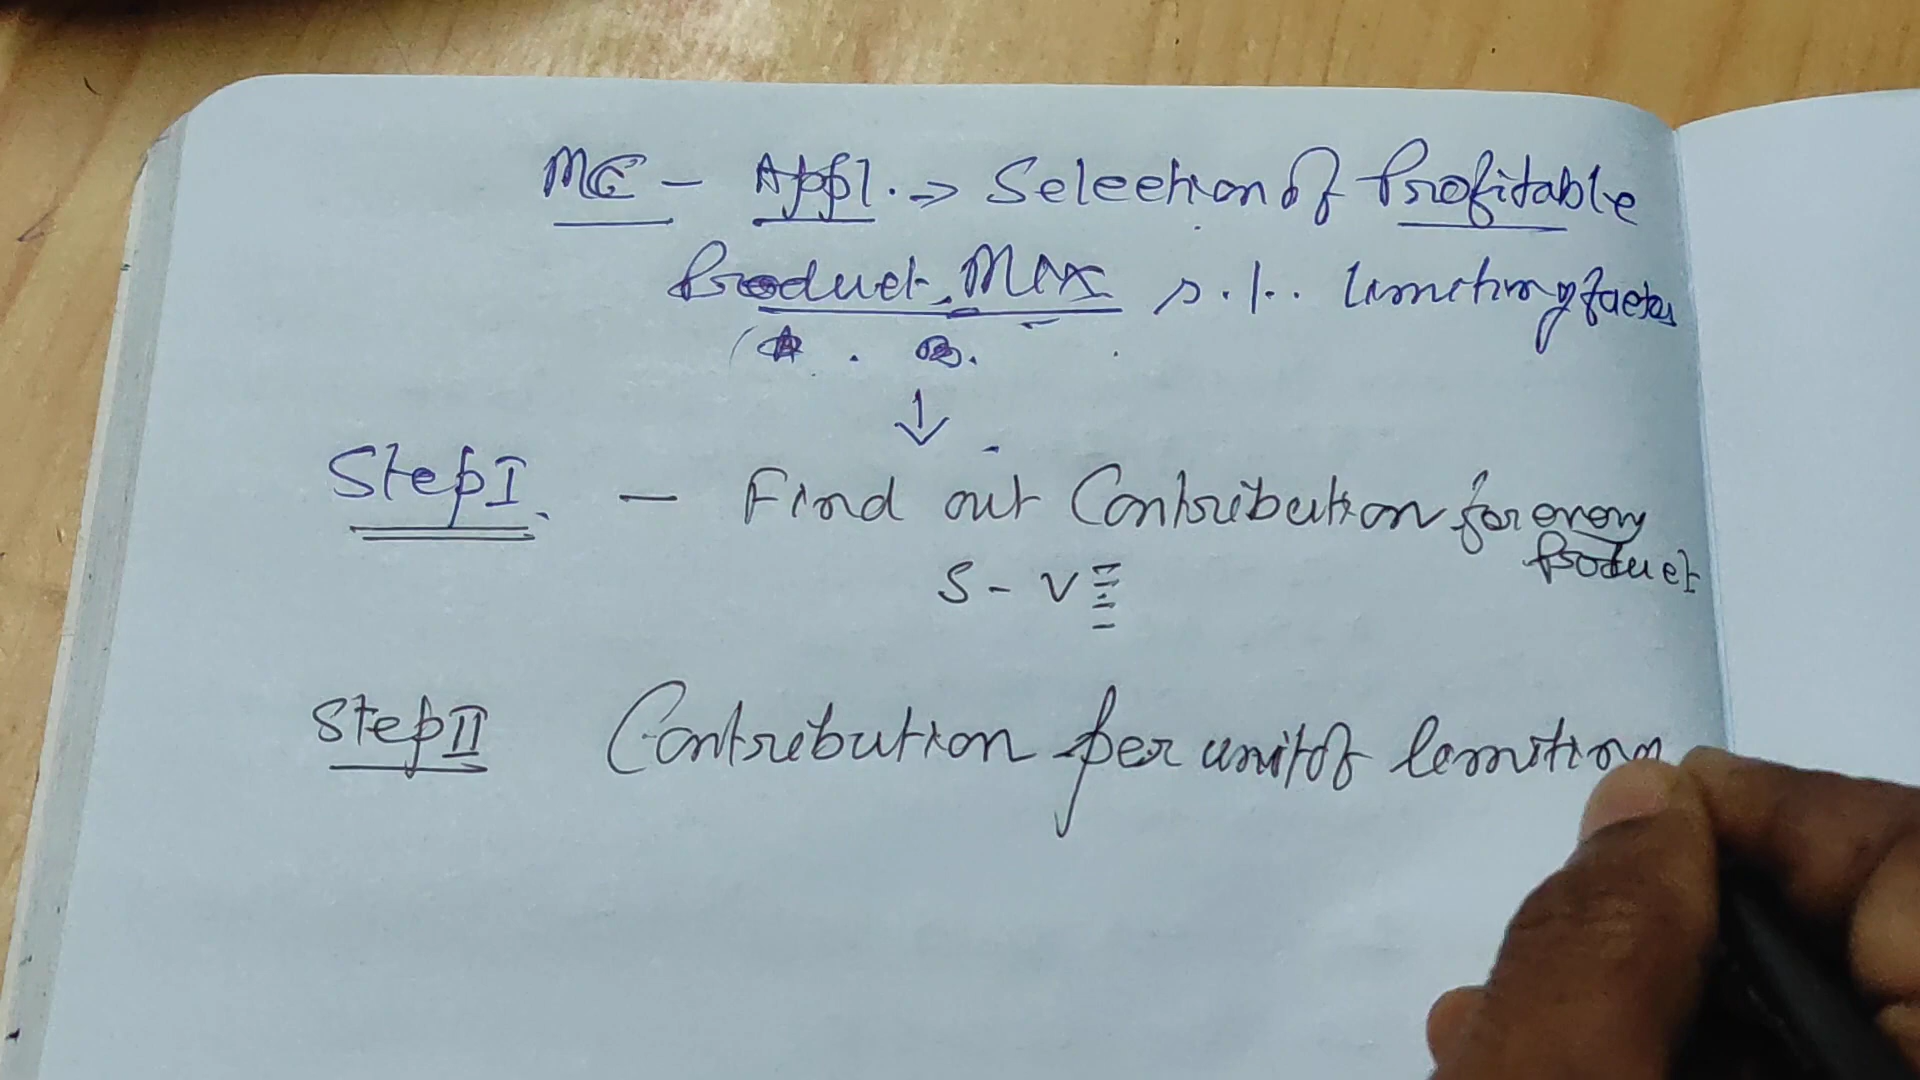 MC - Appl. => Selection of Profitable
Product Mix s.t. limiting factor
(A . B.
↓
Step I. - Find out Contribution for every
Product
S - V
Step II Contribution per unit of limiting